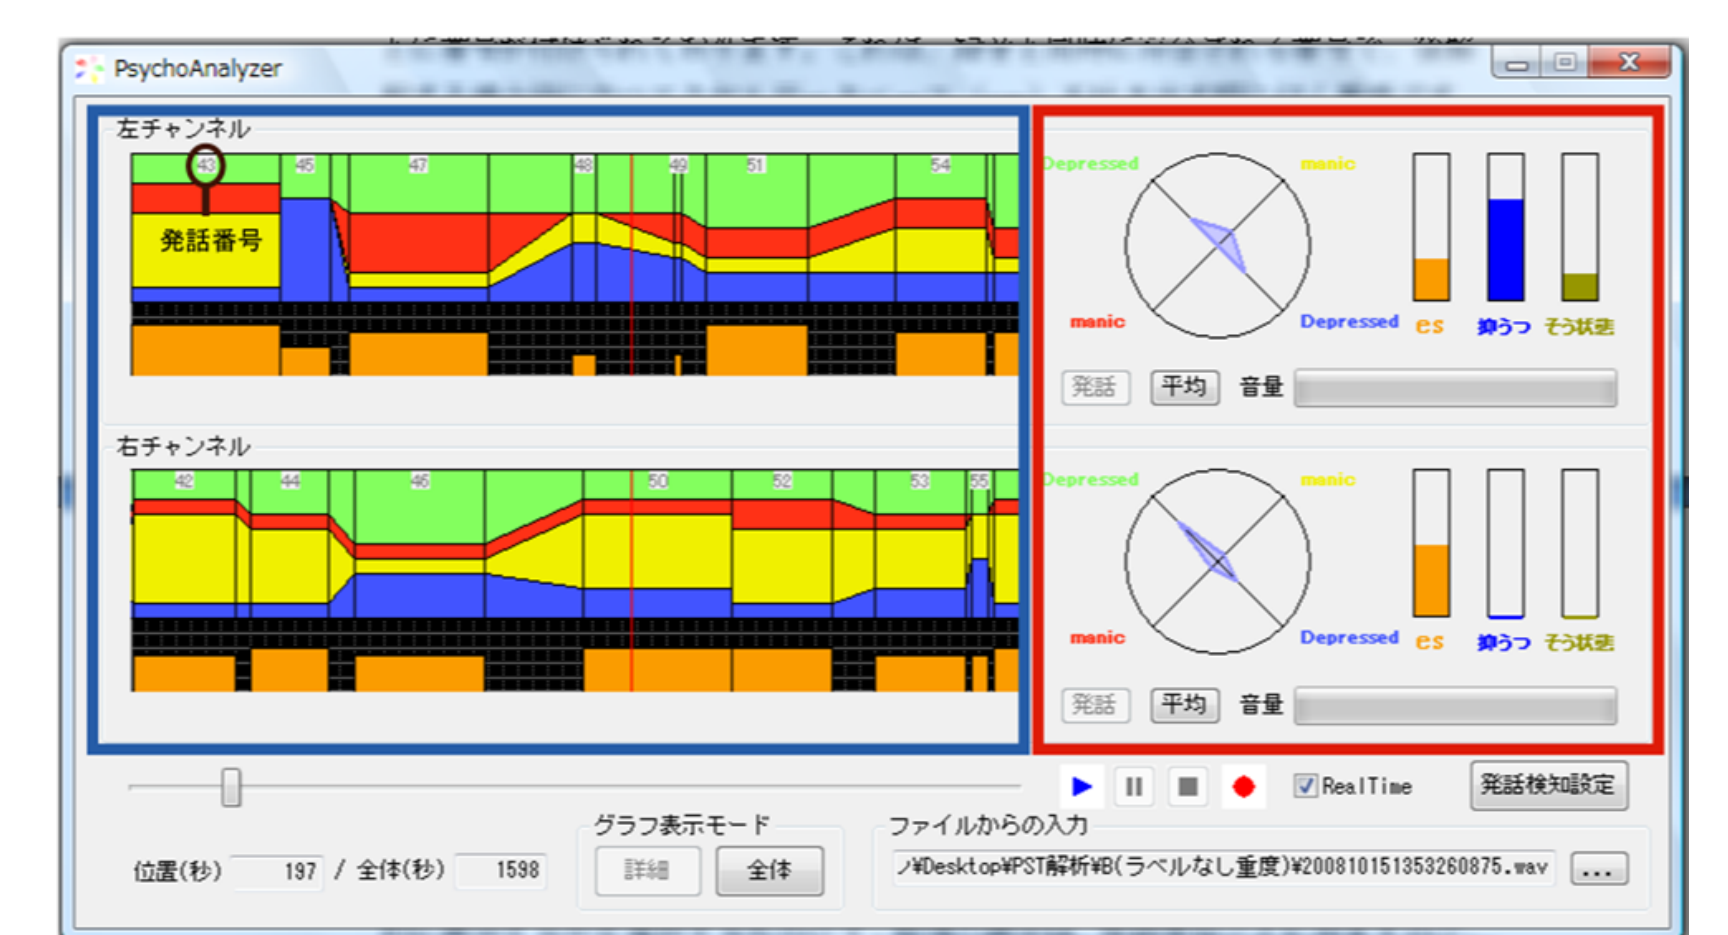 PsychoAnalyzer
左チャンネル
43 45 47 48 49 51 54
発話番号
Depressed manic
manic Depressed
es 抑うつ そう状態
発話 平均 音量
右チャンネル
42 44 46 50 52 53 55
Depressed manic
manic Depressed
es 抑うつ そう状態
発話 平均 音量
RealTime 発話検知設定
グラフ表示モード ファイルからの入力
位置(秒) 197 / 全体(秒) 1598 詳細 全体 ノ¥Desktop¥PST解析¥B(ラベルなし重度)¥200810151353260875.wav ...